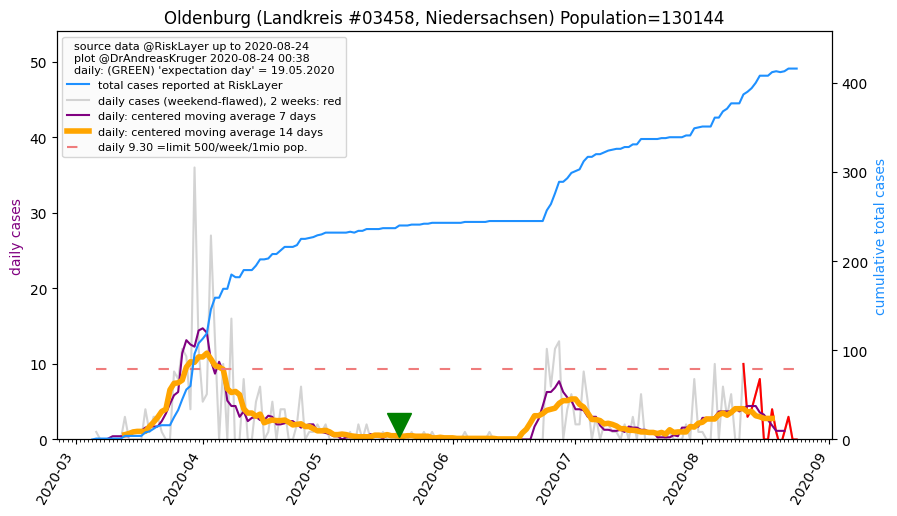 Oldenburg (Landkreis #03458, Niedersachsen) Population=130144
source data @RiskLayer up to 2020-08-24
plot @DrAndreasKruger 2020-08-24 00:38
daily: (GREEN) 'expectation day' = 19.05.2020
total cases reported at RiskLayer
daily cases (weekend-flawed), 2 weeks: red
daily: centered moving average 7 days
daily: centered moving average 14 days
daily 9.30 =limit 500/week/1mio pop.
daily cases
50
40
30
20
10
0
cumulative total cases
400
300
200
100
0
2020-03
2020-04
2020-05
2020-06
2020-07
2020-08
2020-09